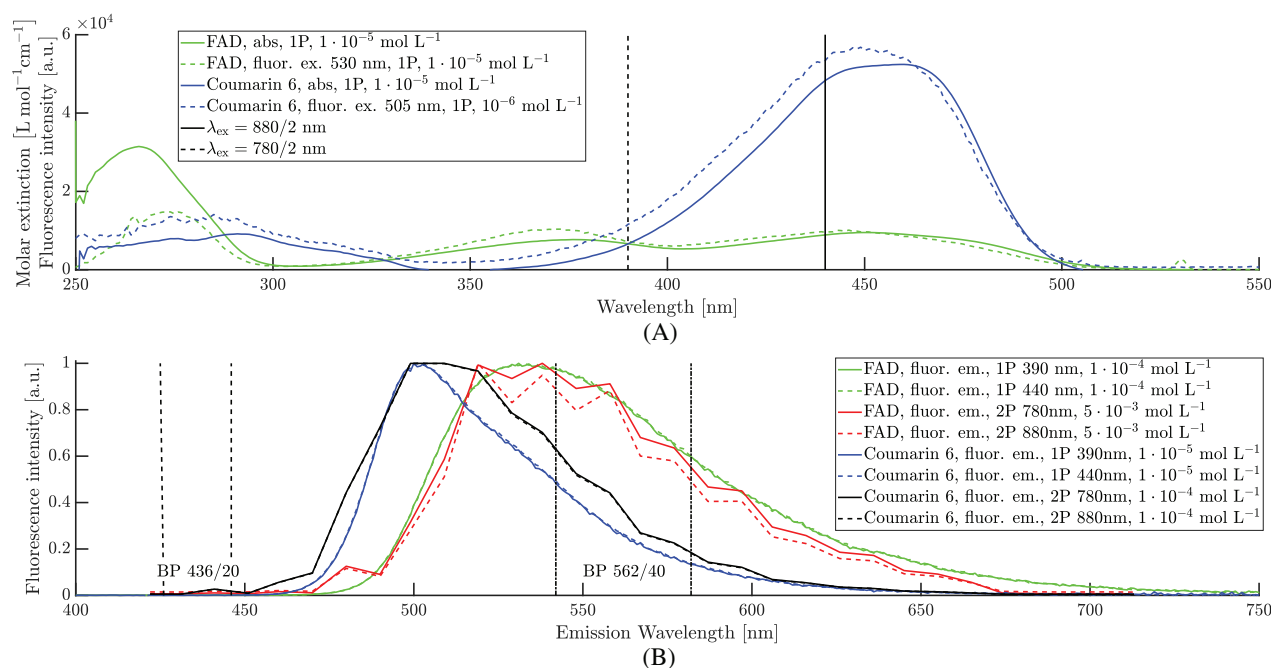 ×10⁴
Molar extinction [L mol⁻¹cm⁻¹]
Fluorescence intensity [a.u.]
6
4
2
0
FAD, abs, 1P, 1 · 10⁻⁵ mol L⁻¹
FAD, fluor. ex. 530 nm, 1P, 1 · 10⁻⁵ mol L⁻¹
Coumarin 6, abs, 1P, 1 · 10⁻⁵ mol L⁻¹
Coumarin 6, fluor. ex. 505 nm, 1P, 10⁻⁶ mol L⁻¹
λex = 880/2 nm
λex = 780/2 nm
250 300 350 400 450 500 550
Wavelength [nm]
(A)
Fluorescence intensity [a.u.]
1
0.8
0.6
0.4
0.2
0
FAD, fluor. em., 1P 390 nm, 1 · 10⁻⁴ mol L⁻¹
FAD, fluor. em., 1P 440 nm, 1 · 10⁻⁴ mol L⁻¹
FAD, fluor. em., 2P 780nm, 5 · 10⁻³ mol L⁻¹
FAD, fluor. em., 2P 880nm, 5 · 10⁻³ mol L⁻¹
Coumarin 6, fluor. em., 1P 390nm, 1 · 10⁻⁵ mol L⁻¹
Coumarin 6, fluor. em., 1P 440nm, 1 · 10⁻⁵ mol L⁻¹
Coumarin 6, fluor. em., 2P 780nm, 1 · 10⁻⁴ mol L⁻¹
Coumarin 6, fluor. em., 2P 880nm, 1 · 10⁻⁴ mol L⁻¹
BP 436/20
BP 562/40
400 450 500 550 600 650 700 750
Emission Wavelength [nm]
(B)